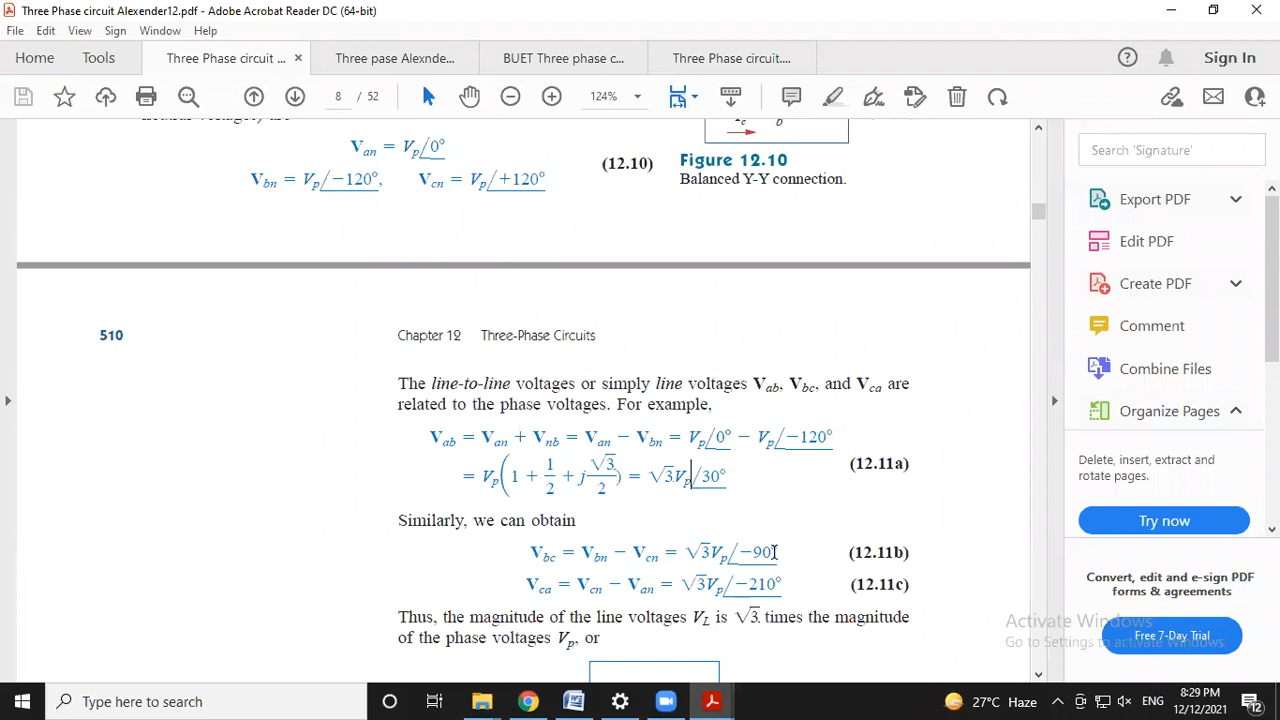 Three Phase circuit Alexender12.pdf - Adobe Acrobat Reader DC (64-bit)
File Edit View Sign Window Help
Home Tools Three Phase circuit ... × Three pase Alexnde... BUET Three phase c... Three Phase circuit.... Sign In
8 / 52 124%
V_an = V_p/0°
(12.10)
V_bn = V_p/−120°, V_cn = V_p/+120°
Figure 12.10
Balanced Y-Y connection.
510 Chapter 12 Three-Phase Circuits
The line-to-line voltages or simply line voltages V_ab, V_bc, and V_ca are
related to the phase voltages. For example,
V_ab = V_an + V_nb = V_an − V_bn = V_p/0° − V_p/−120°
= V_p(1 + 1/2 + j √3/2) = √3V_p/30° (12.11a)
Similarly, we can obtain
V_bc = V_bn − V_cn = √3V_p/−90° (12.11b)
V_ca = V_cn − V_an = √3V_p/−210° (12.11c)
Thus, the magnitude of the line voltages V_L is √3 times the magnitude
of the phase voltages V_p, or
Search 'Signature'
Export PDF
Edit PDF
Create PDF
Comment
Combine Files
Organize Pages
Delete, insert, extract and
restore pages.
Try now
Convert, edit and e-sign PDF
forms & agreements
Free 7-Day Trial
Activate Windows
Go to Settings to activate Windows.
Type here to search
27°C Haze
ENG
8:29 PM
12/12/2021
12